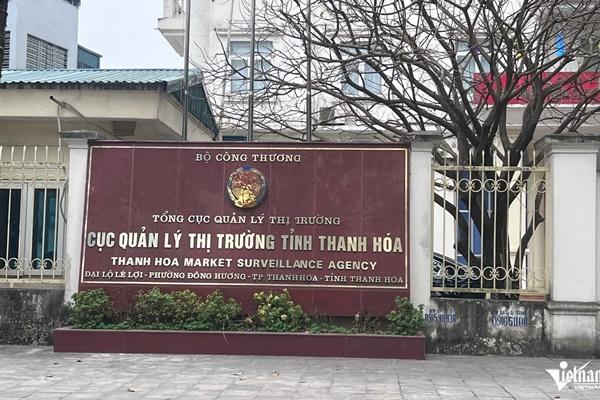 BỘ CÔNG THƯƠNG
TỔNG CỤC QUẢN LÝ THỊ TRƯỜNG
CỤC QUẢN LÝ THỊ TRƯỜNG TỈNH THANH HÓA
THANH HOA MARKET SURVEILLANCE AGENCY
ĐẠI LỘ LÊ LỢI - PHƯỜNG ĐÔNG HƯƠNG - TP THANH HÓA - TỈNH THANH HÓA